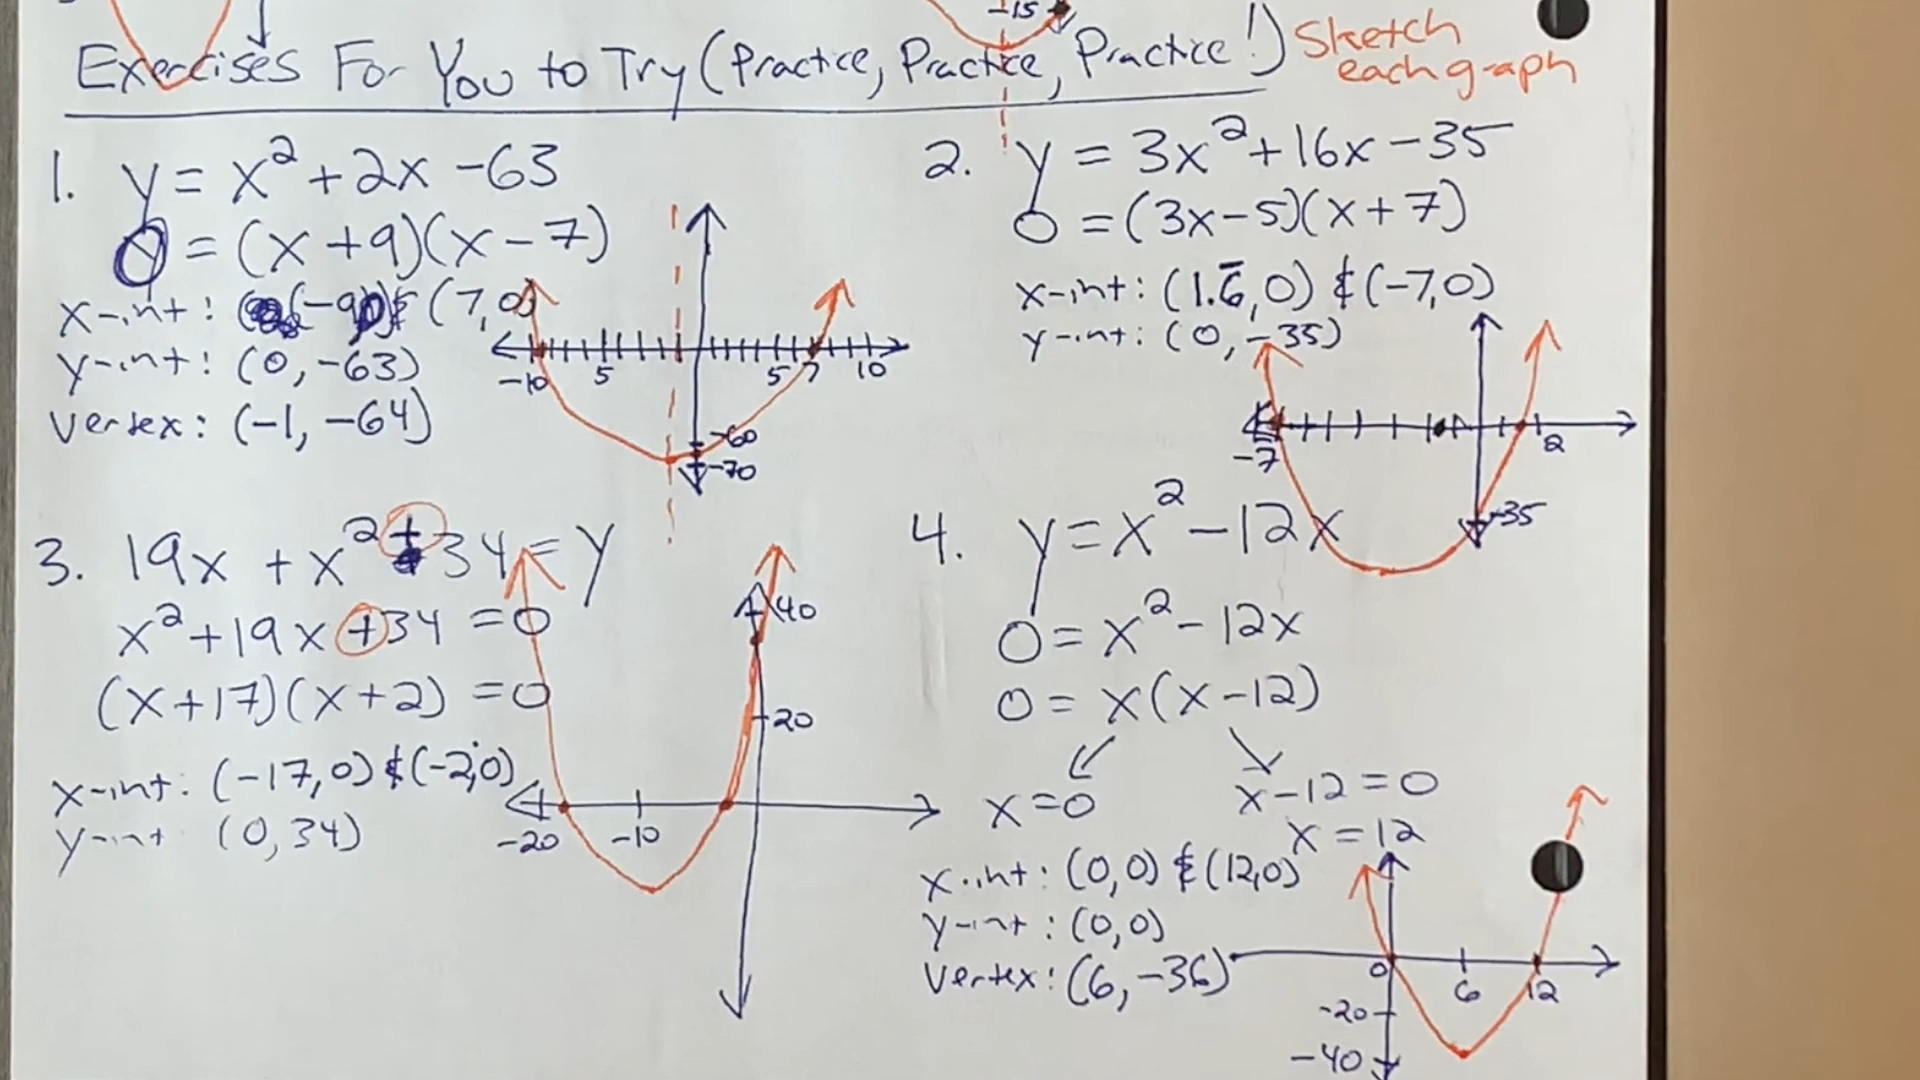 -15
Exercises For You to Try (Practice, Practice, Practice!) Sketch
each graph
1. y = x² + 2x - 63
0 = (x + 9)(x - 7)
x-int: (-9,0) & (7,0)
y-int: (0, -63)
Vertex: (-1, -64)
-10 5 5 7 10
-60
-70
2. y = 3x² + 16x - 35
0 = (3x - 5)(x + 7)
x-int: (1.6̄, 0) & (-7,0)
y-int: (0, -35)
-7 2
-35
3. 19x + x² + 34 = y
x² + 19x + 34 = 0
(x + 17)(x + 2) = 0
x-int: (-17, 0) & (-2,0)
y-int (0, 34)
40
20
-20 -10
4. y = x² - 12x
0 = x² - 12x
0 = x(x - 12)
x = 0 x - 12 = 0
x = 12
x-int: (0,0) & (12,0)
y-int: (0,0)
Vertex: (6, -36)
0 6 12
-20
-40